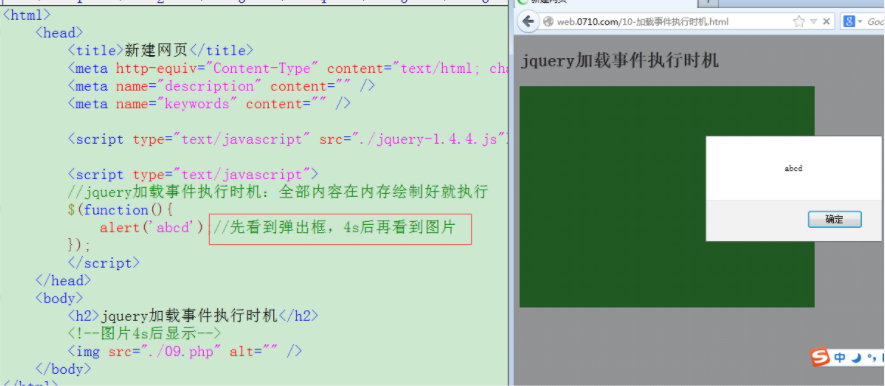 <html>
<head>
<title>新建网页</title>
<meta http-equiv="Content-Type" content="text/html; cha
<meta name="description" content="" />
<meta name="keywords" content="" />
<script type="text/javascript" src="./jquery-1.4.4.js"
<script type="text/javascript">
//jquery加载事件执行时机：全部内容在内存绘制好就执行
$(function(){
alert('abcd');//先看到弹出框，4s后再看到图片
});
</script>
</head>
<body>
<h2>jquery加载事件执行时机</h2>
<!--图片4s后显示-->
<img src="./09.php" alt="" />
</body>
</html>
新建网页
web.0710.com/10-加载事件执行时机.html
Goo
jquery加载事件执行时机
abcd
确定
中